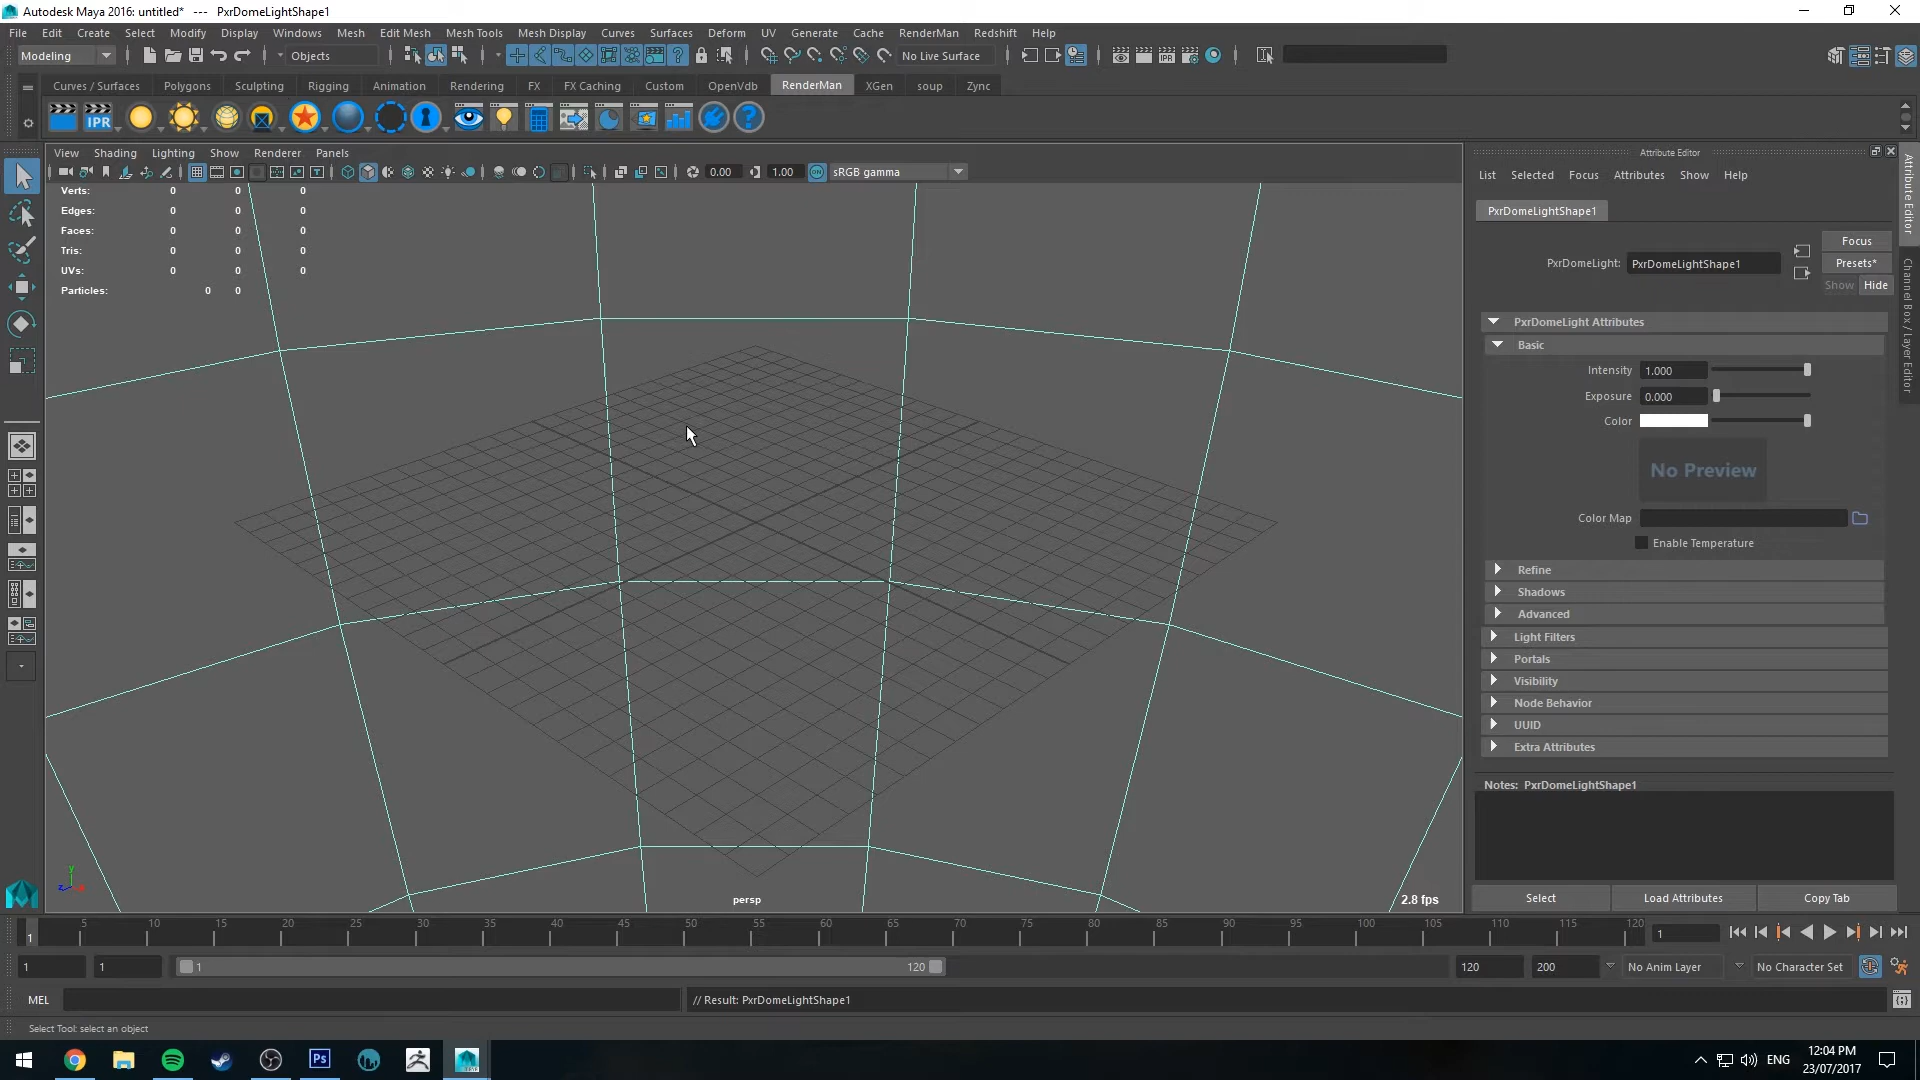 Autodesk Maya 2016: untitled* --- PxrDomeLightShape1
File Edit Create Select Modify Display Windows Mesh Edit Mesh Mesh Tools Mesh Display Curves Surfaces Deform UV Generate Cache RenderMan Redshift Help
Modeling Objects No Live Surface IPR
Curves / Surfaces Polygons Sculpting Rigging Animation Rendering FX FX Caching Custom OpenVdb RenderMan XGen soup Zync
IPR
View Shading Lighting Show Renderer Panels
0.00 1.00 ON sRGB gamma
Verts: 0 0 0
Edges: 0 0 0
Faces: 0 0 0
Tris: 0 0 0
UVs: 0 0 0
Particles: 0 0
y
z
persp
2.8 fps
Attribute Editor
List Selected Focus Attributes Show Help
PxrDomeLightShape1
PxrDomeLight: PxrDomeLightShape1
Focus
Presets*
Show Hide
PxrDomeLight Attributes
Basic
Intensity 1.000
Exposure 0.000
Color
No Preview
Color Map
Enable Temperature
Refine
Shadows
Advanced
Light Filters
Portals
Visibility
Node Behavior
UUID
Extra Attributes
Notes: PxrDomeLightShape1
Select Load Attributes Copy Tab
Attribute Editor
Channel Box / Layer Editor
1 5 10 15 20 25 30 35 40 45 50 55 60 65 70 75 80 85 90 95 100 105 110 115 120 1
1 1 1 120 120 200 No Anim Layer No Character Set
MEL // Result: PxrDomeLightShape1
Select Tool: select an object
Ps ENG 12:04 PM
23/07/2017